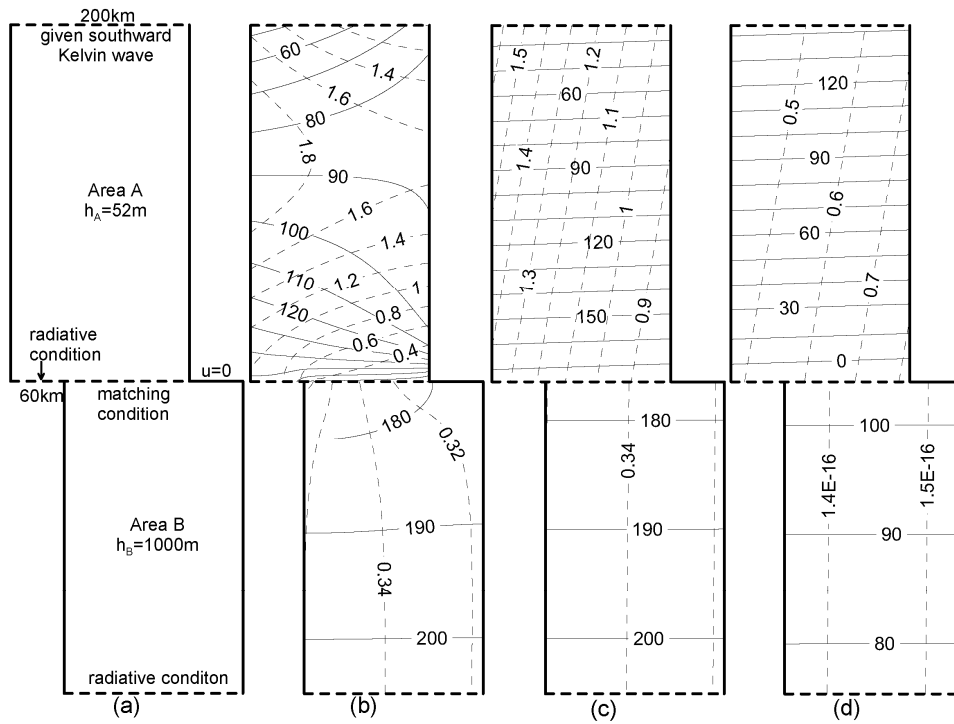 200km
given southward
Kelvin wave
Area A
h_A=52m
radiative
condition
u=0
60km
matching
condition
Area B
h_B=1000m
radiative conditon
(a)
60
1.4
1.6
80
1.8
90
1.6
100
1.4
110
1.2
1
120
0.8
0.6
0.4
180
0.32
190
0.34
200
(b)
1.5
1.2
60
1.1
1.4
90
1
120
1.3
150
0.9
180
0.34
190
200
(c)
120
0.5
90
0.6
60
0.7
30
0
100
1.4E-16
1.5E-16
90
80
(d)